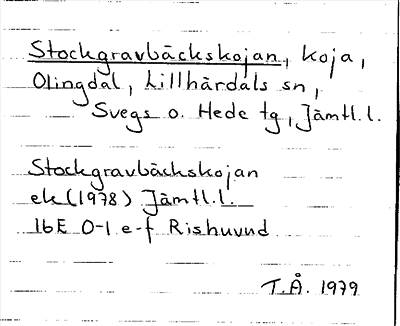 Stockgravbäckskojan, koja,
Olingdal, Lillhärdals sn,
Svegs o. Hede tg, Jämtl.l.
Stockgravbäckskojan
ek (1978) Jämtl.l.
16E 0-1 e-f Rishuvud
T.Å. 1979